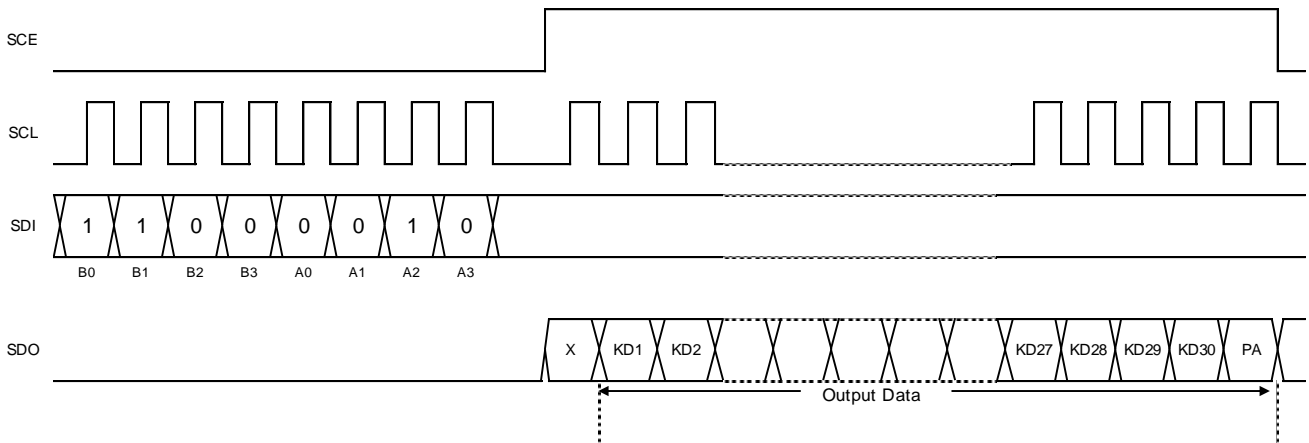 SCE
SCL
SDI
1 1 0 0 0 0 1 0
B0 B1 B2 B3 A0 A1 A2 A3
SDO
X KD1 KD2 KD27 KD28 KD29 KD30 PA
Output Data